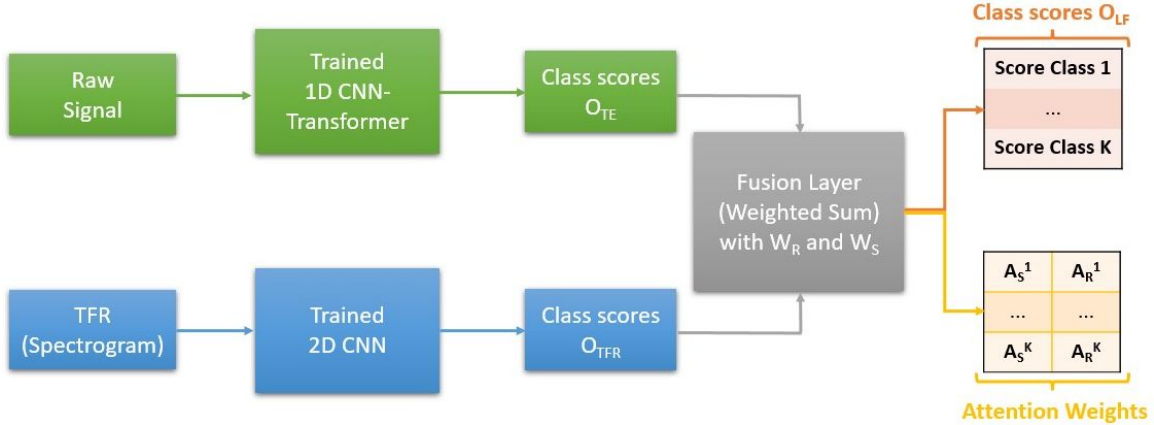 Raw
Signal
Trained
1D CNN-
Transformer
Class scores
O_TE
TFR
(Spectrogram)
Trained
2D CNN
Class scores
O_TFR
Fusion Layer
(Weighted Sum)
with W_R and W_S
Class scores O_LF
Score Class 1
...
Score Class K
A_S^1 A_R^1
... ...
A_S^K A_R^K
Attention Weights